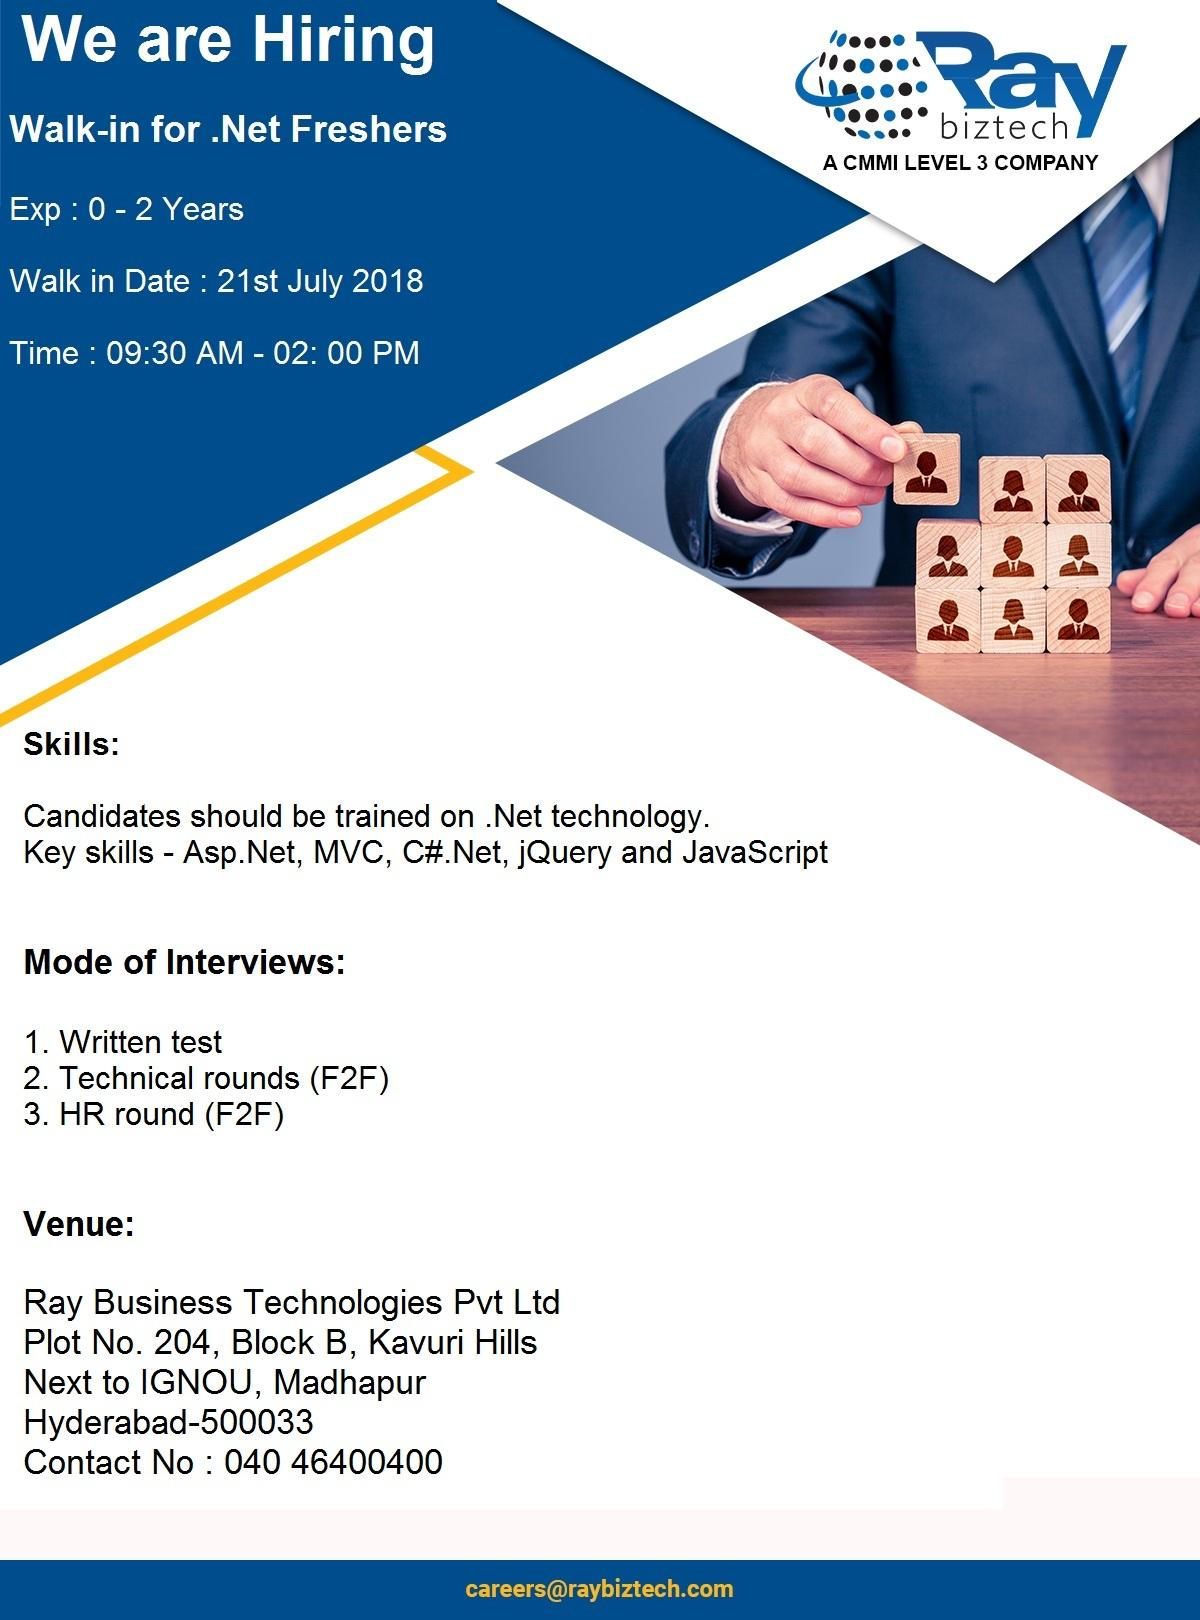 We are Hiring
Walk-in for .Net Freshers
Exp : 0 - 2 Years
Walk in Date : 21st July 2018
Time : 09:30 AM - 02: 00 PM
Ray
biztech
A CMMI LEVEL 3 COMPANY
Skills:
Candidates should be trained on .Net technology.
Key skills - Asp.Net, MVC, C#.Net, jQuery and JavaScript
Mode of Interviews:
1. Written test
2. Technical rounds (F2F)
3. HR round (F2F)
Venue:
Ray Business Technologies Pvt Ltd
Plot No. 204, Block B, Kavuri Hills
Next to IGNOU, Madhapur
Hyderabad-500033
Contact No : 040 46400400
careers@raybiztech.com